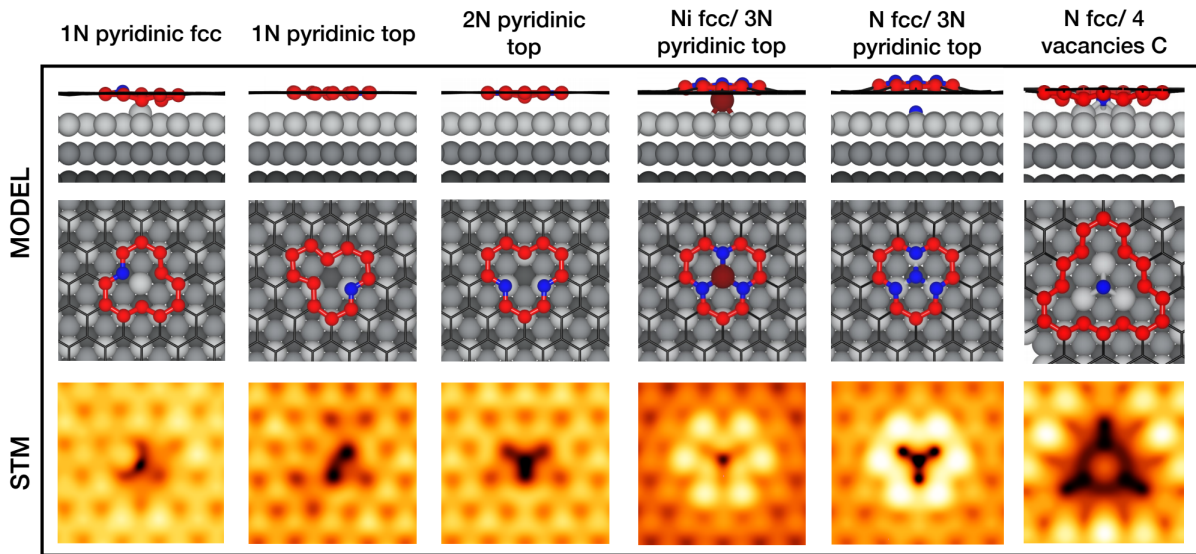 1N pyridinic fcc
1N pyridinic top
2N pyridinic
top
Ni fcc/ 3N
pyridinic top
N fcc/ 3N
pyridinic top
N fcc/ 4
vacancies C
MODEL
STM